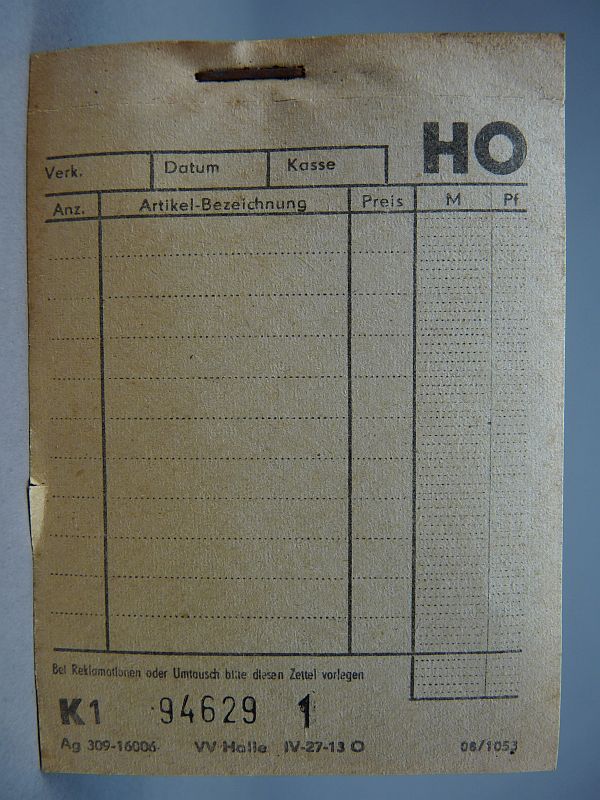 HO
Verk. Datum Kasse
Anz. Artikel-Bezeichnung Preis M Pf
Bei Reklamationen oder Umtausch bitte diesen Zettel vorlegen
K1 94629 1
Ag 309-16006 VV Halle IV-27-13 O 08/1053